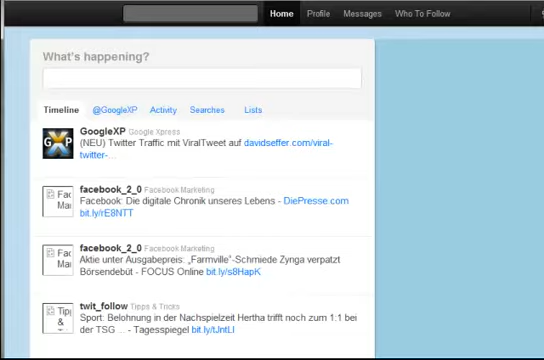 Home Profile Messages Who To Follow
What's happening?
Timeline @GoogleXP Activity Searches Lists
GoogleXP Google Xpress
(NEU) Twitter Traffic mit ViralTweet auf davidseffer.com/viral-
twitter-...
facebook_2_0 Facebook Marketing
Facebook: Die digitale Chronik unseres Lebens - DiePresse.com
bit.ly/rE8NTT
facebook_2_0 Facebook Marketing
Aktie unter Ausgabepreis: „Farmville"-Schmiede Zynga verpatzt
Börsendebüt - FOCUS Online bit.ly/s8HapK
twit_follow Tipps & Tricks
Sport: Belohnung in der Nachspielzeit Hertha trifft noch zum 1:1 bei
der TSG ... - Tagesspiegel bit.ly/tJntLl